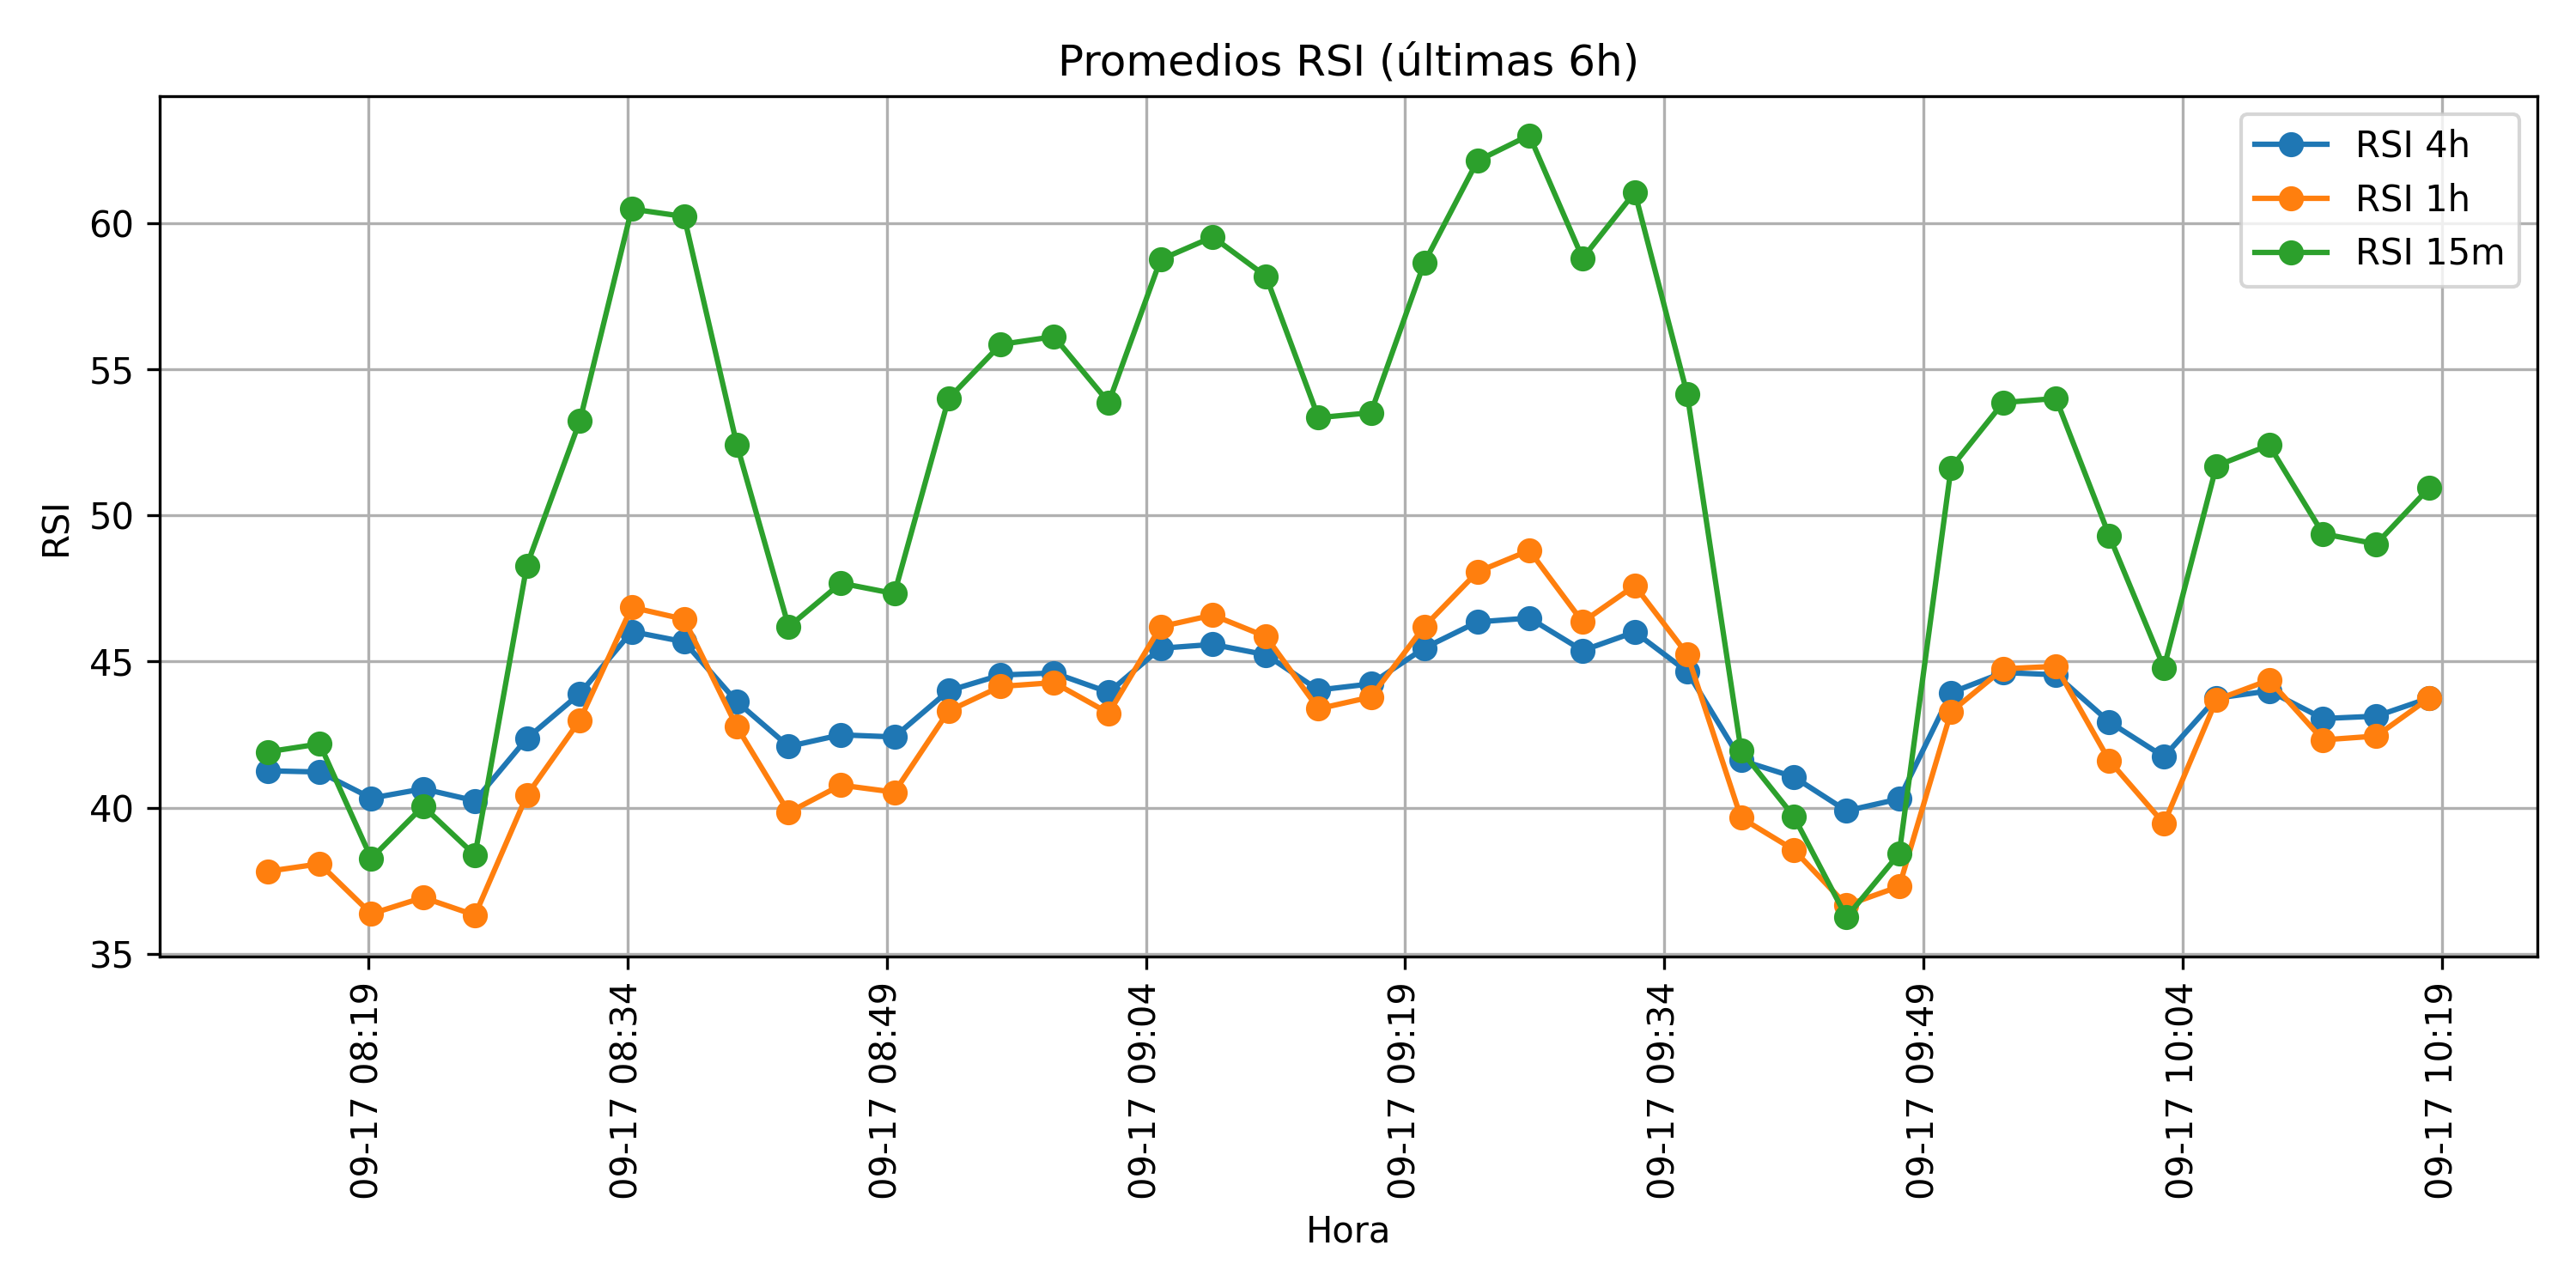 Promedios RSI (últimas 6h)
RSI 4h
RSI 1h
RSI 15m
RSI
60
55
50
45
40
35
09-17 08:19
09-17 08:34
09-17 08:49
09-17 09:04
09-17 09:19
09-17 09:34
09-17 09:49
09-17 10:04
09-17 10:19
Hora